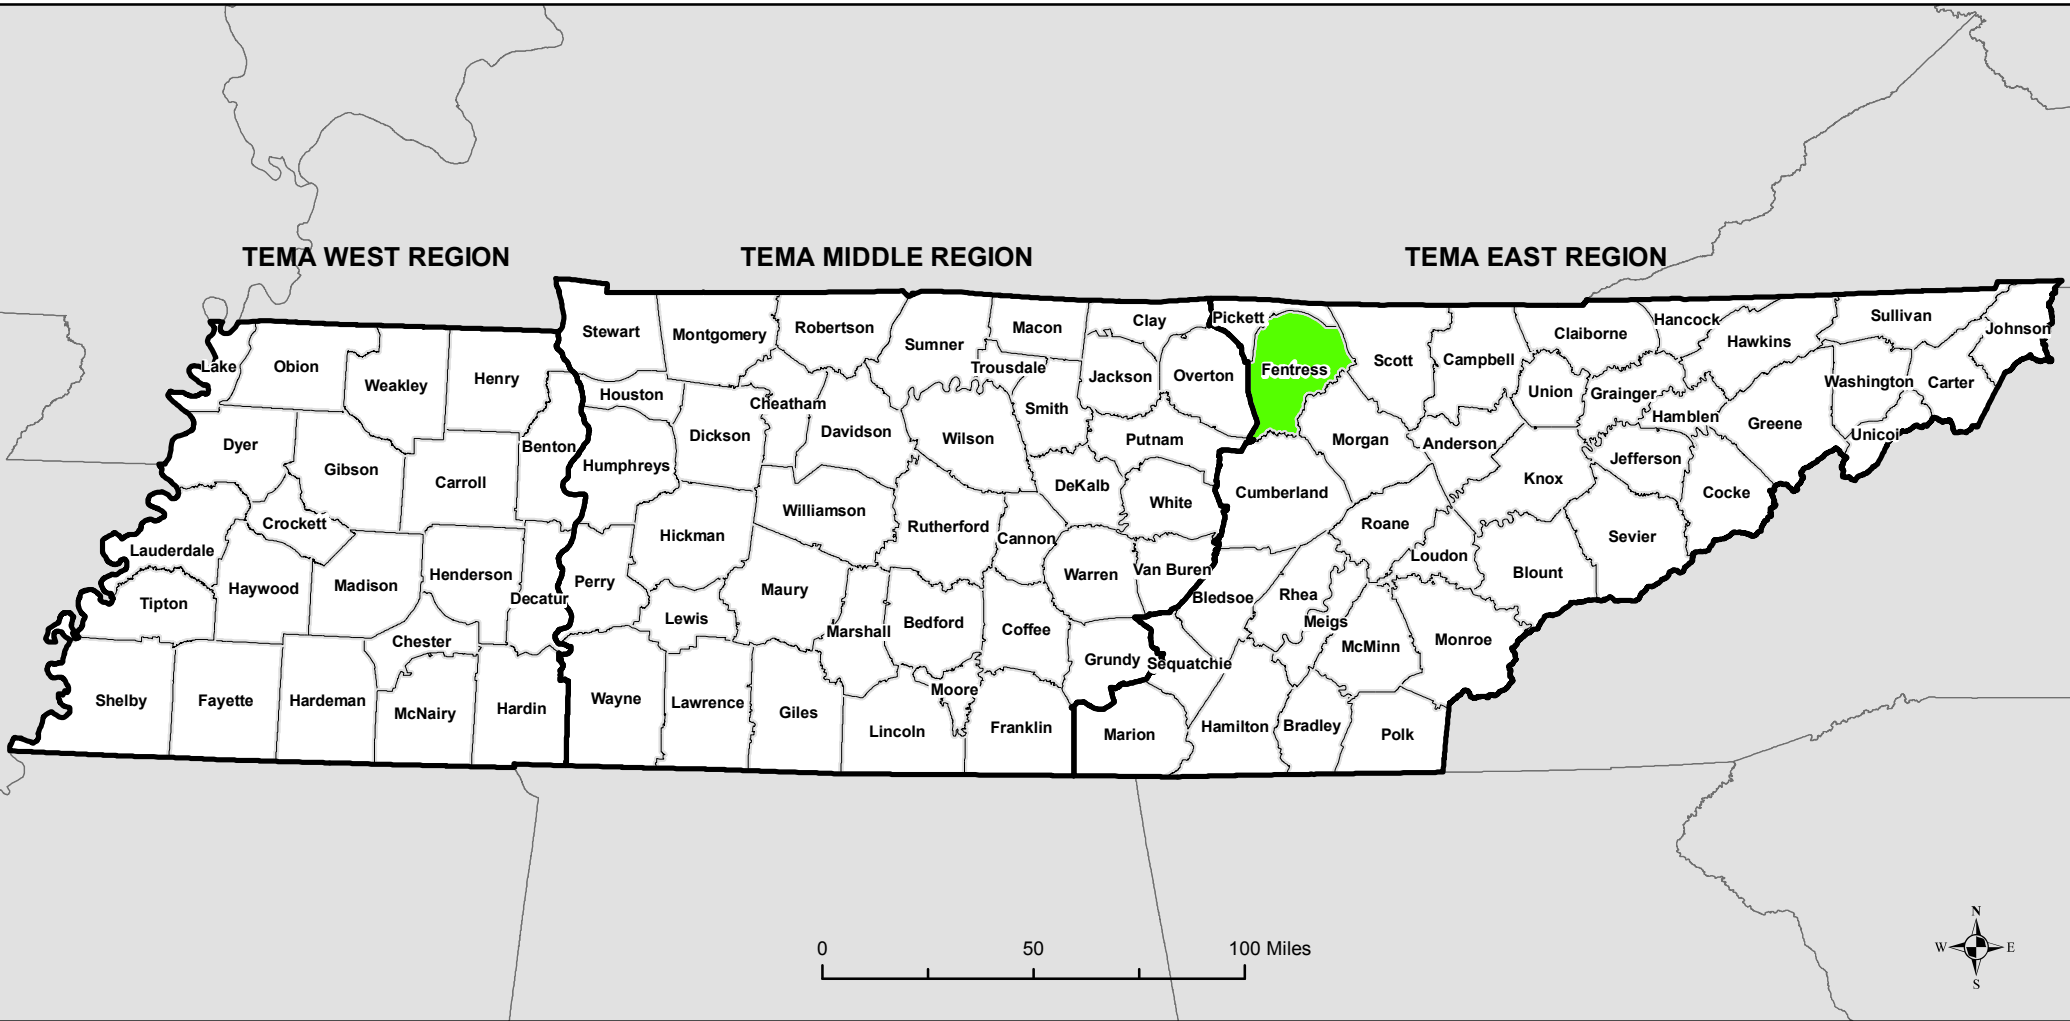 TEMA WEST REGION
TEMA MIDDLE REGION
TEMA EAST REGION
Lake
Obion
Weakley
Henry
Dyer
Gibson
Carroll
Benton
Crockett
Lauderdale
Haywood
Madison
Henderson
Decatur
Tipton
Chester
Shelby
Fayette
Hardeman
McNairy
Hardin
Stewart
Montgomery
Robertson
Sumner
Macon
Clay
Trousdale
Jackson
Overton
Houston
Cheatham
Smith
Dickson
Davidson
Wilson
Putnam
Humphreys
DeKalb
White
Williamson
Rutherford
Hickman
Cannon
Perry
Maury
Warren
Van Buren
Lewis
Marshall
Bedford
Coffee
Grundy
Wayne
Lawrence
Giles
Moore
Lincoln
Franklin
Pickett
Fentress
Scott
Campbell
Claiborne
Hancock
Hawkins
Sullivan
Johnson
Union
Grainger
Washington
Carter
Hamblen
Greene
Unicoi
Morgan
Anderson
Jefferson
Cumberland
Knox
Cocke
Roane
Loudon
Sevier
Blount
Bledsoe
Rhea
Meigs
McMinn
Monroe
Sequatchie
Marion
Hamilton
Bradley
Polk
0 50 100 Miles
N
W E
S